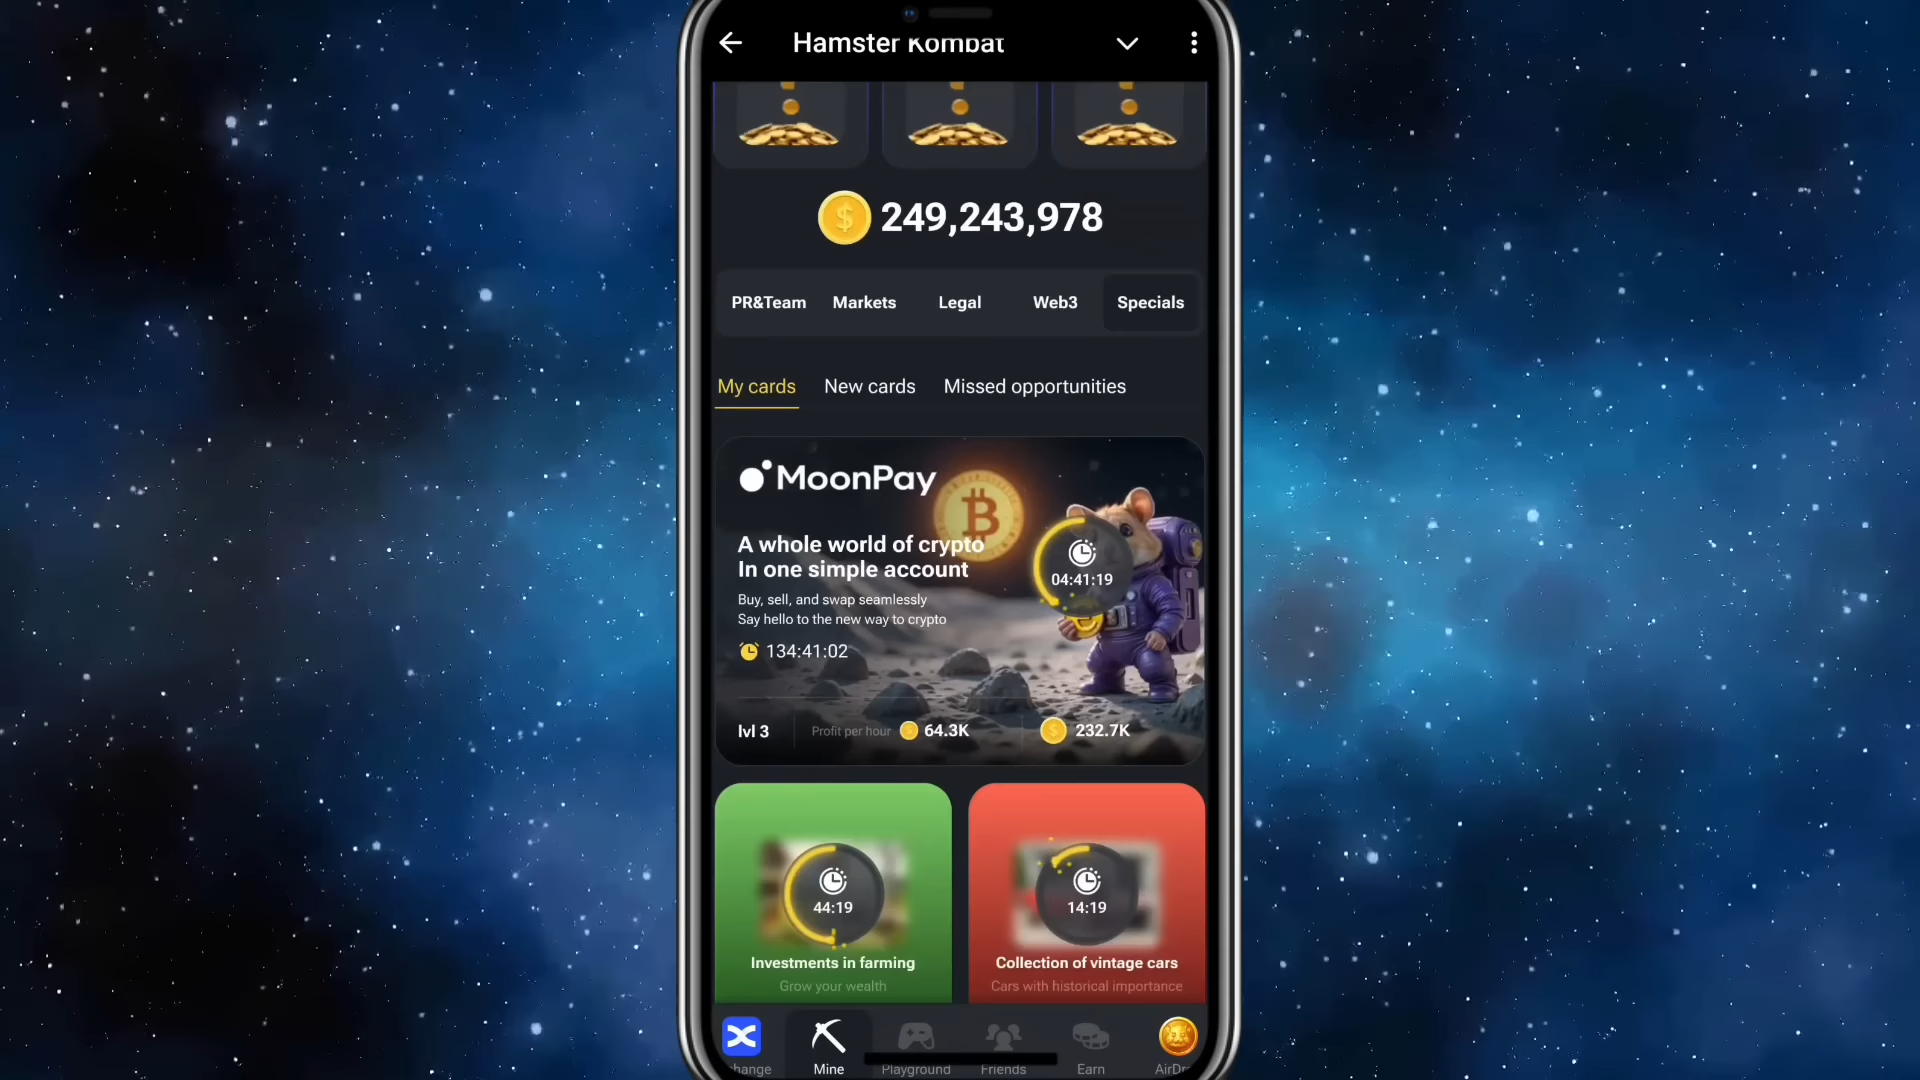 Hamster Kombat
249,243,978
PR&Team Markets Legal Web3 Specials
My cards New cards Missed opportunities
MoonPay
A whole world of crypto
In one simple account
04:41:19
Buy, sell, and swap seamlessly
Say hello to the new way to crypto
134:41:02
lvl 3 Profit per hour 64.3K 232.7K
44:19 14:19
Investments in farming Collection of vintage cars
Grow your wealth Cars with historical importance
hange Mine Playground Friends Earn AirDr